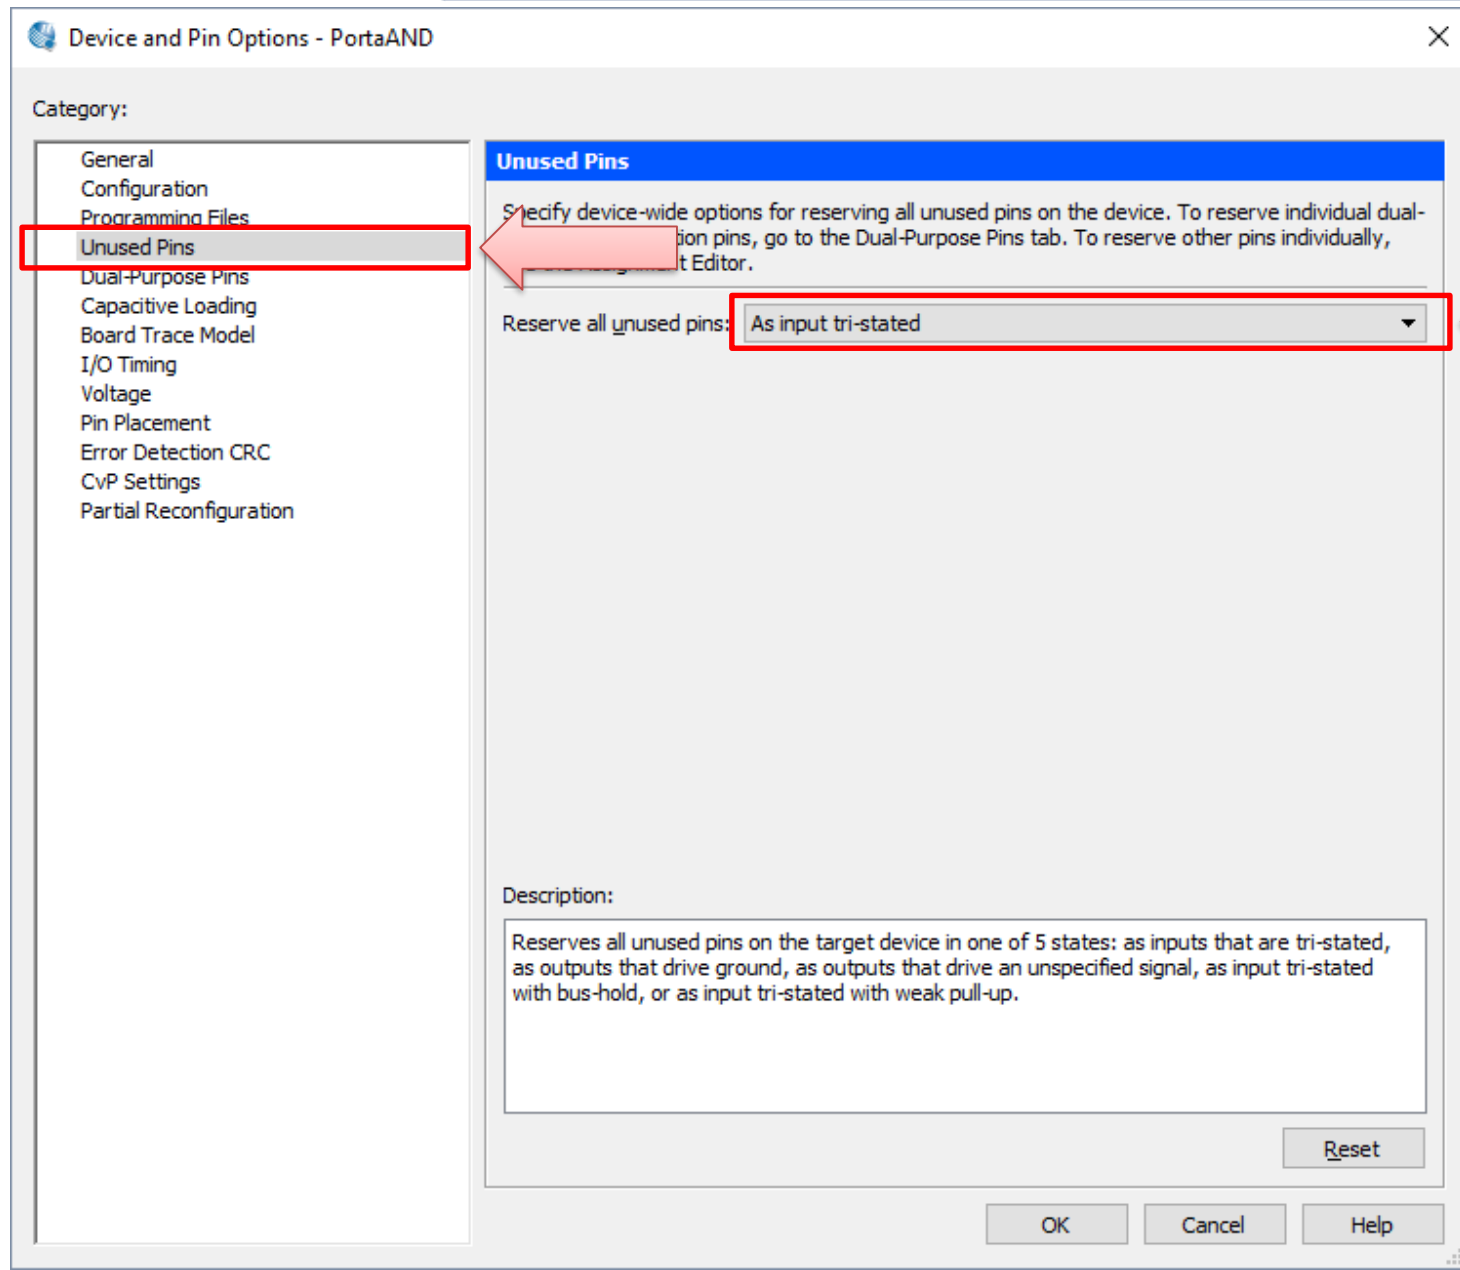 Device and Pin Options - PortaAND
Category:
General
Configuration
Programming Files
Unused Pins
Dual-Purpose Pins
Capacitive Loading
Board Trace Model
I/O Timing
Voltage
Pin Placement
Error Detection CRC
CvP Settings
Partial Reconfiguration
Unused Pins
Specify device-wide options for reserving all unused pins on the device. To reserve individual dual-
pins, go to the Dual-Purpose Pins tab. To reserve other pins individually,
Editor.
Reserve all unused pins: As input tri-stated
Description:
Reserves all unused pins on the target device in one of 5 states: as inputs that are tri-stated,
as outputs that drive ground, as outputs that drive an unspecified signal, as input tri-stated
with bus-hold, or as input tri-stated with weak pull-up.
Reset
OK Cancel Help